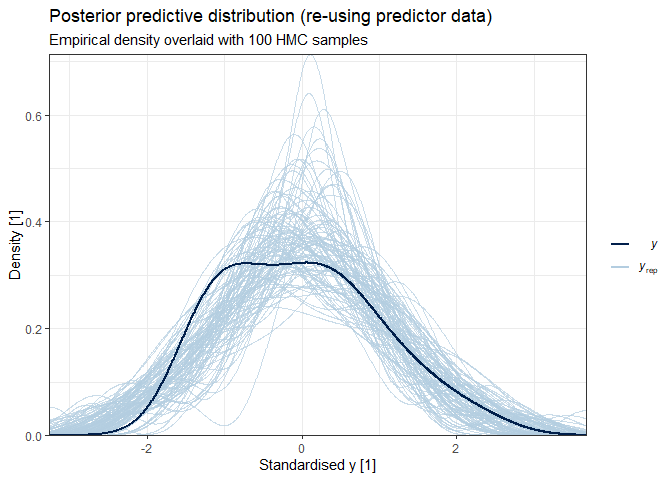 Posterior predictive distribution (re-using predictor data)
Empirical density overlaid with 100 HMC samples
0.6
0.4
0.2
0.0
Density [1]
-2
0
2
Standardised y [1]
y
yrep